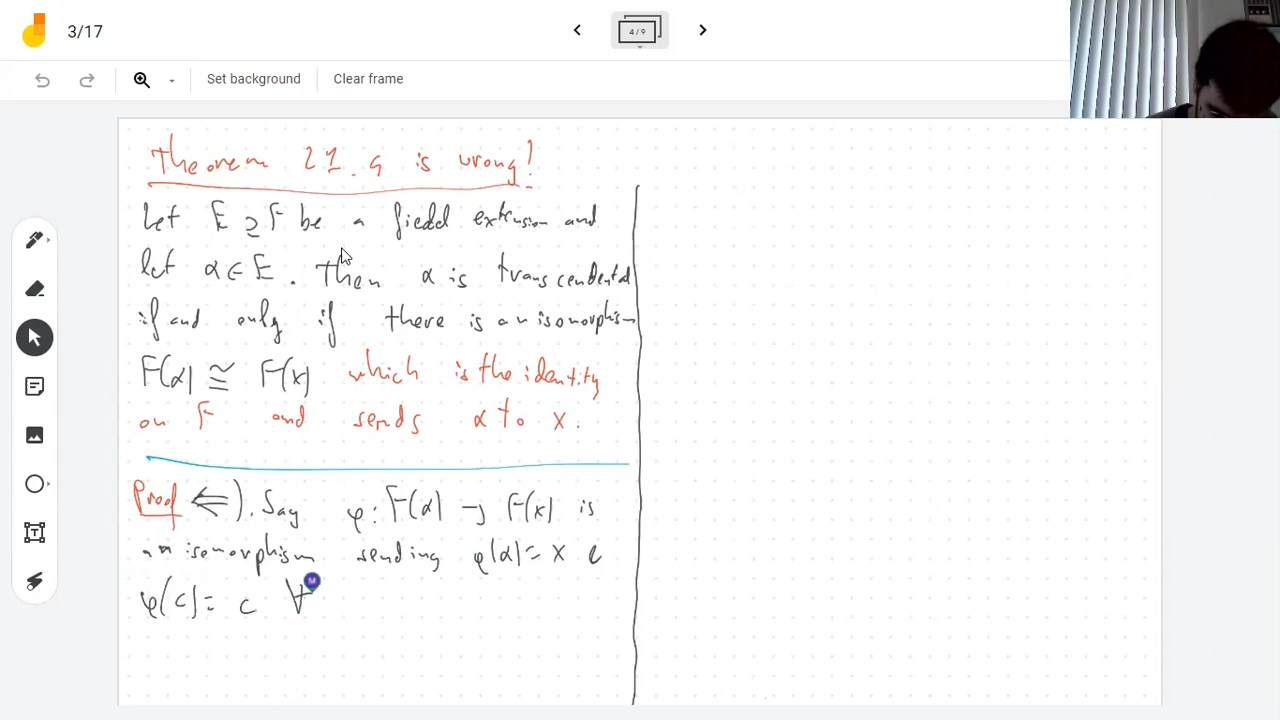 3/17
4/9
Set background
Clear frame
Theorem 21.9 is wrong!
Let E ⊇ F be a field extension and
let α ∈ E. Then α is transcendental
if and only if there is an isomorphism
F(α) ≅ F(x) which is the identity
on F and sends α to x.
Proof ⇐). Say φ: F(α) → F(x) is
an isomorphism sending φ(α) = x e
φ(c) = c ∀
M